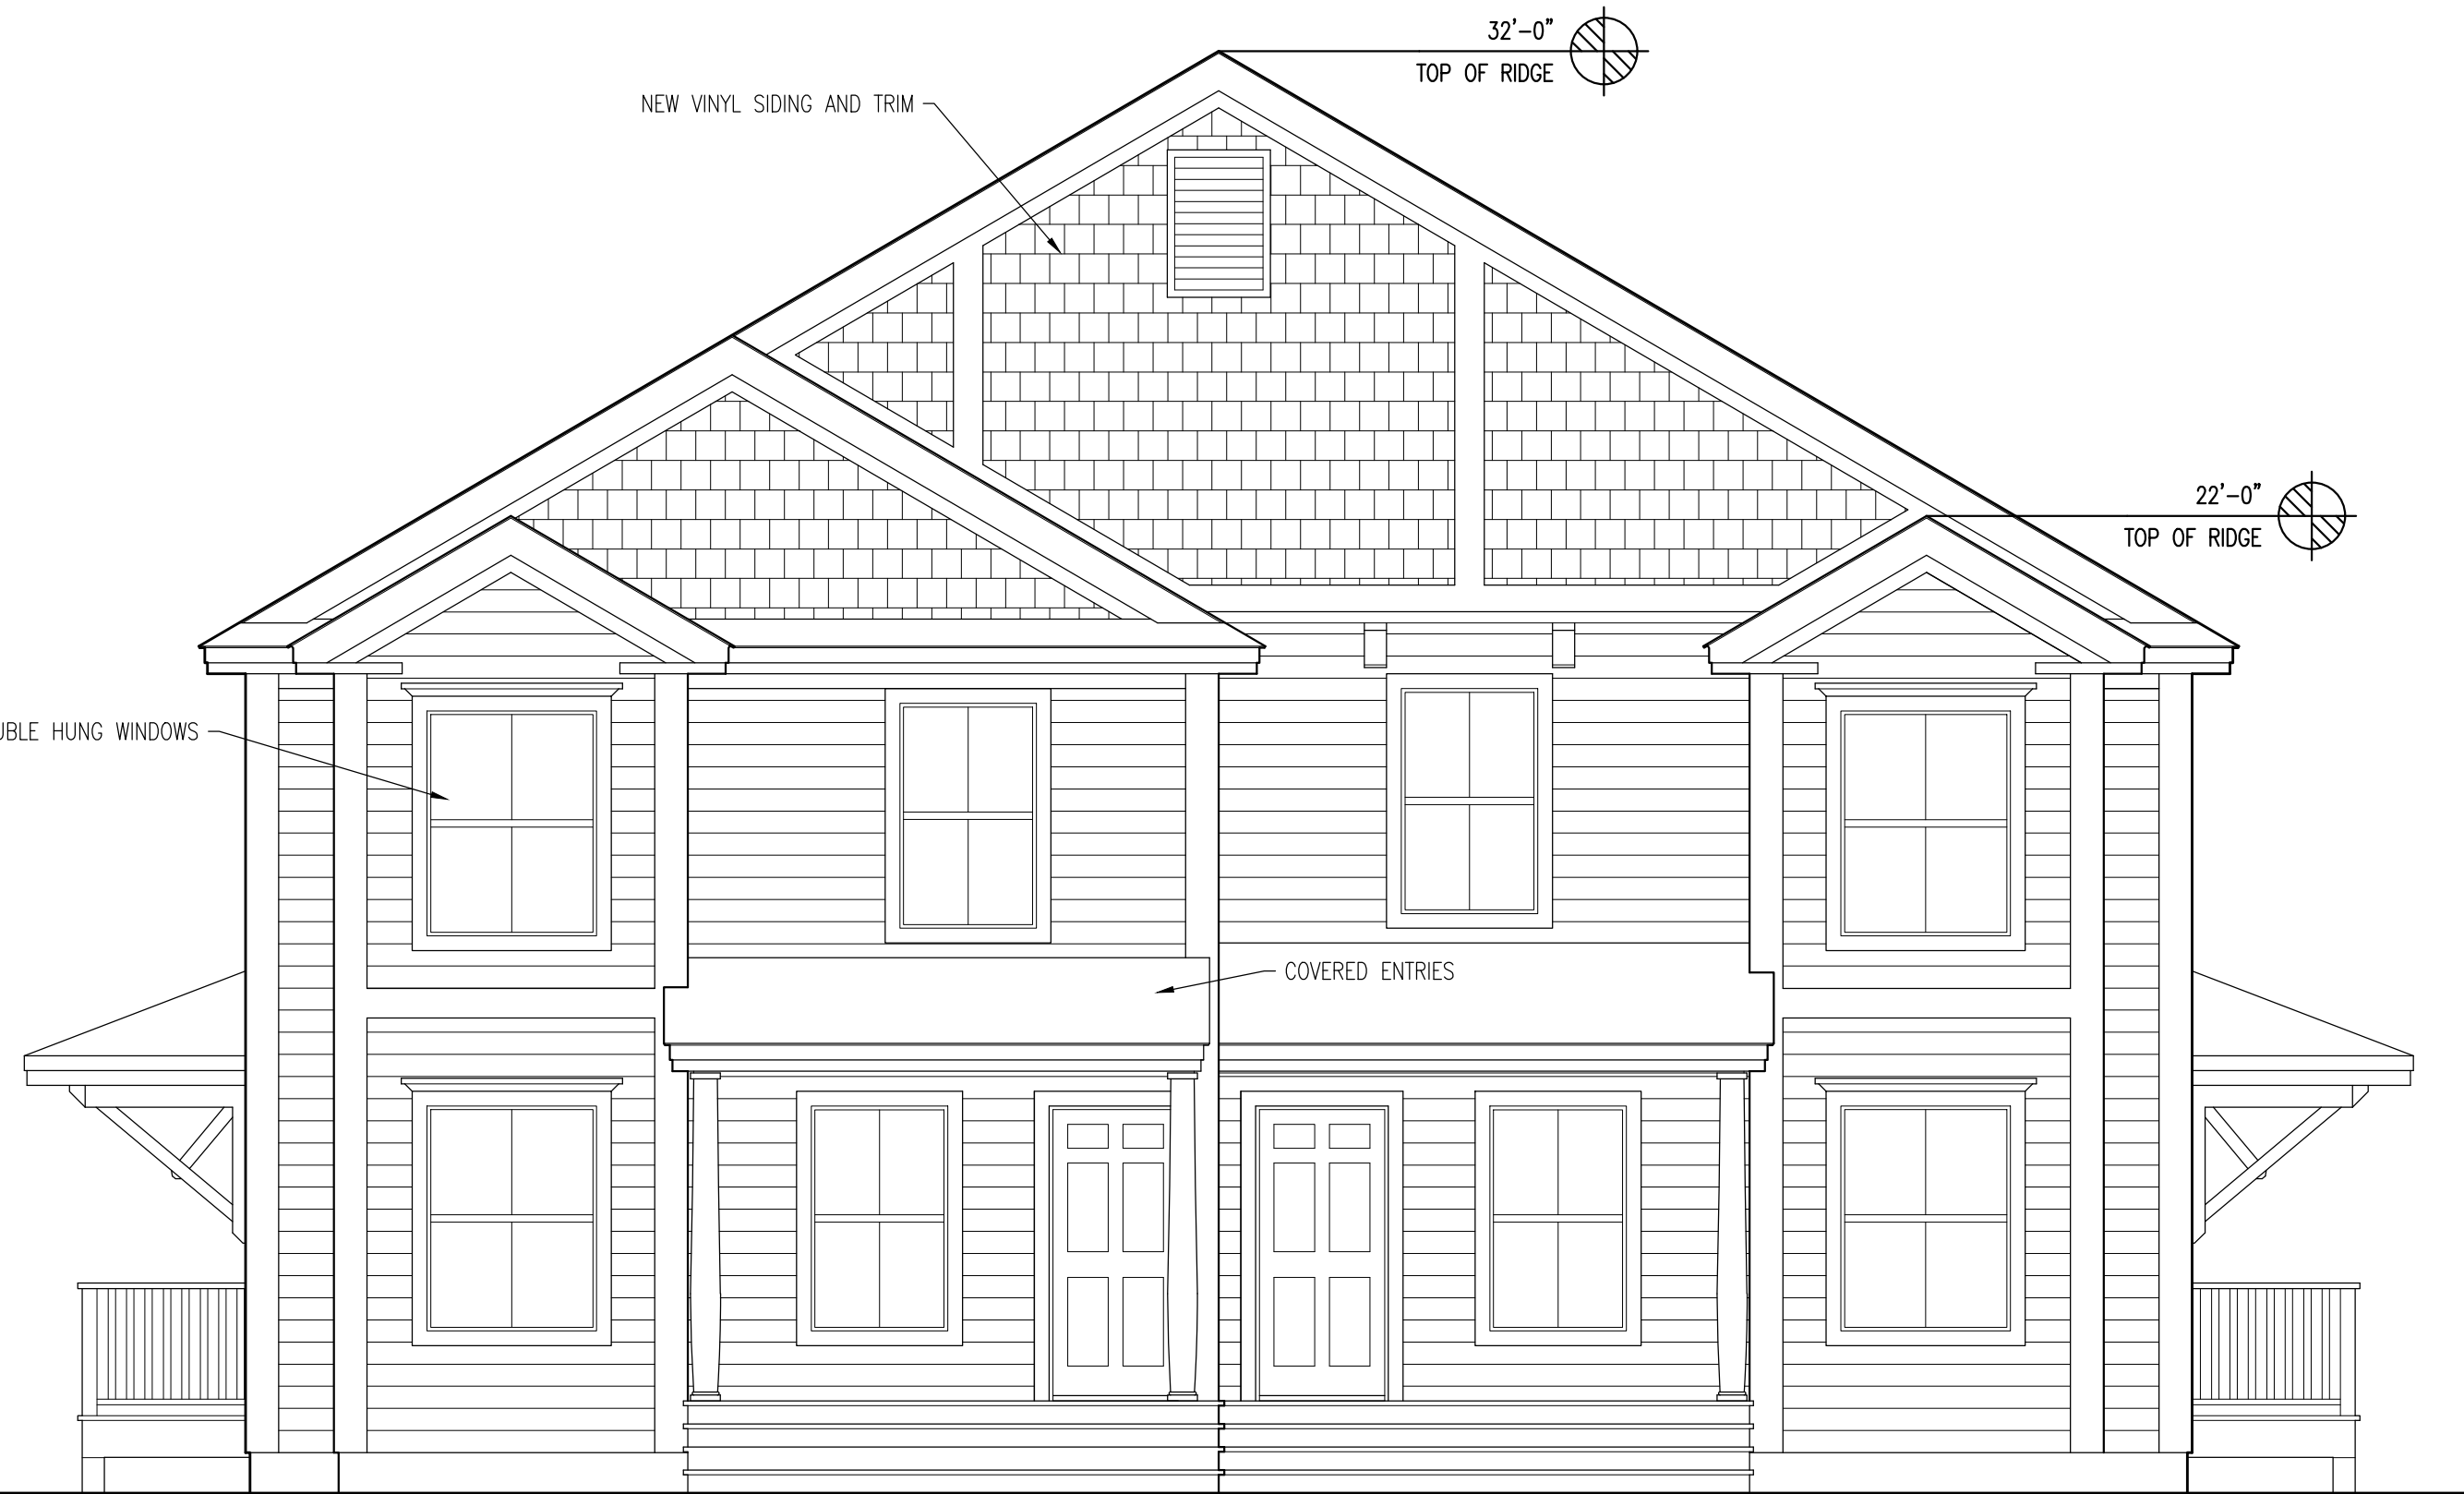 32'-0"
TOP OF RIDGE
NEW VINYL SIDING AND TRIM
22'-0"
TOP OF RIDGE
HUNG WINDOWS
COVERED ENTRIES